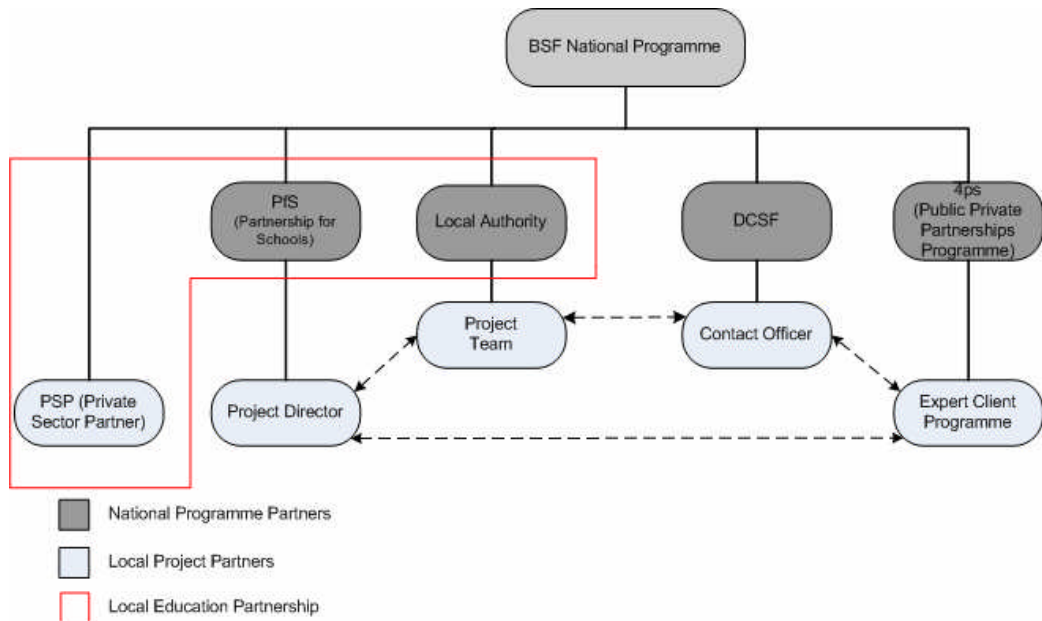 BSF National Programme
PfS
(Partnership for
Schools)
Local Authority
DCSF
4ps
(Public Private
Partnerships
Programme)
Project
Team
Contact Officer
PSP (Private
Sector Partner)
Project Director
Expert Client
Programme
National Programme Partners
Local Project Partners
Local Education Partnership